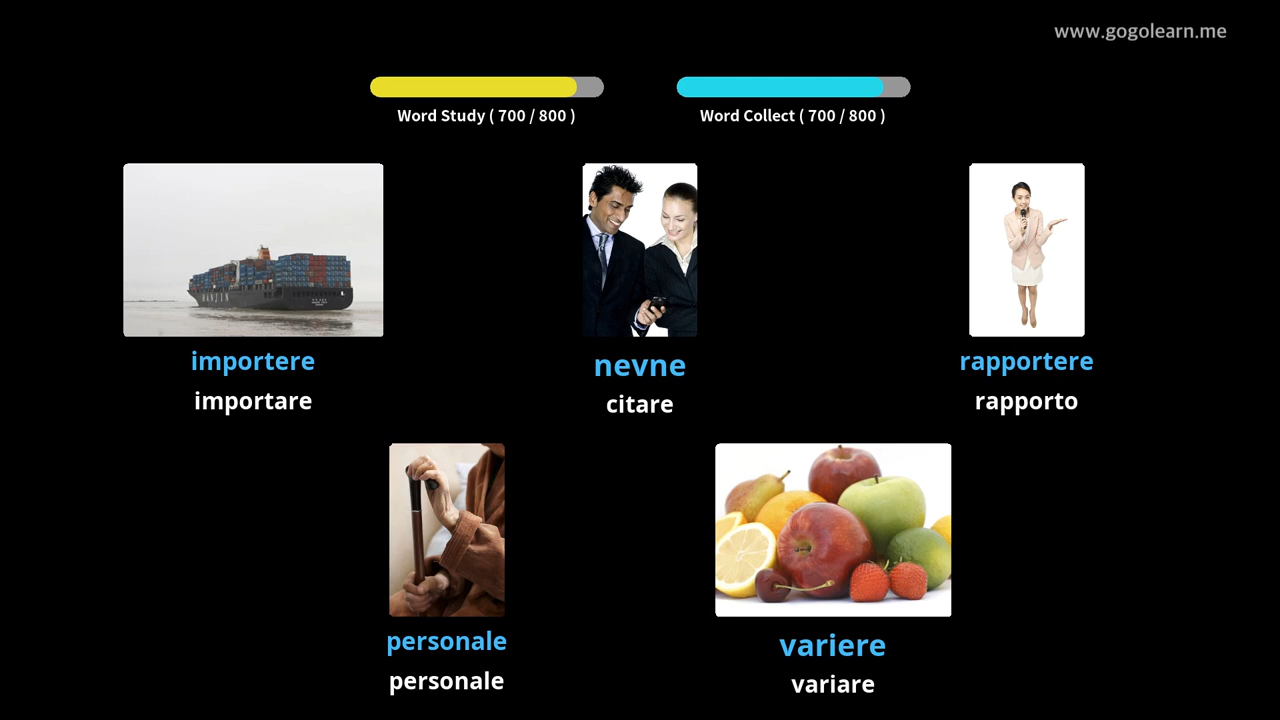 www.gogolearn.me
Word Study ( 700 / 800 )
Word Collect ( 700 / 800 )
importere
importare
nevne
citare
rapportere
rapporto
personale
personale
variere
variare